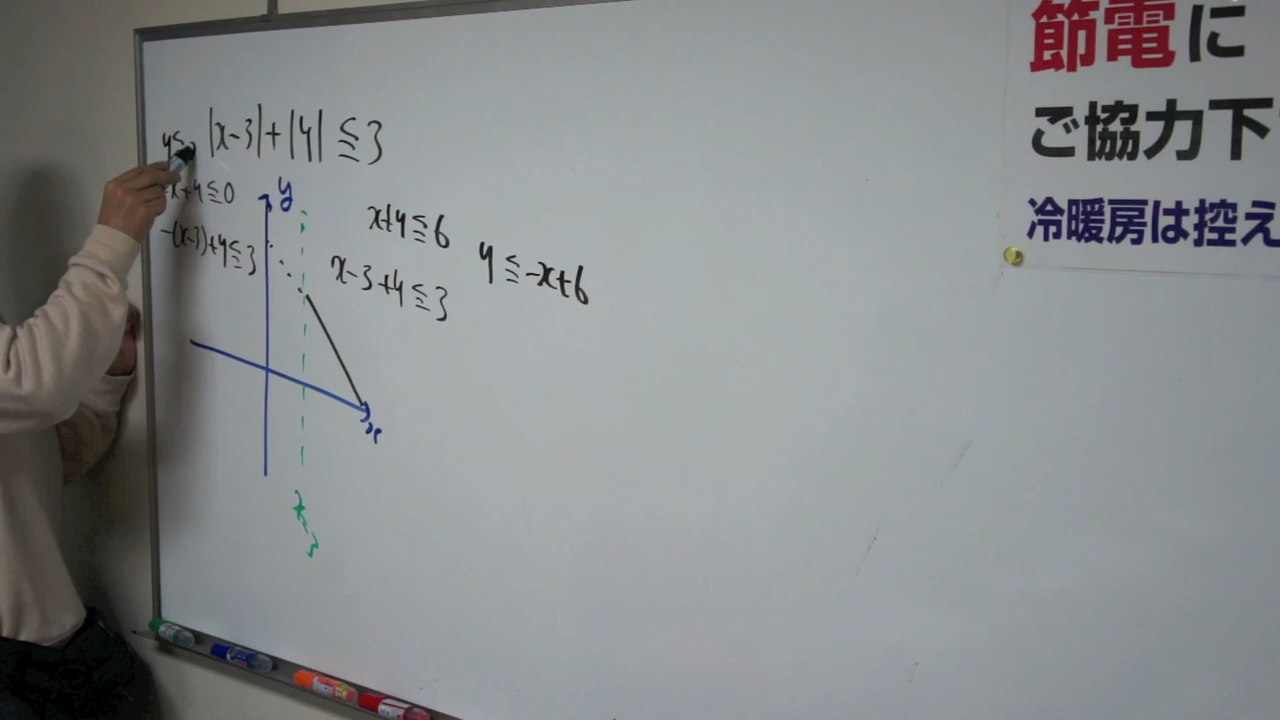 |x-3|+|y|≦3
y≦
-x+y≦0
-(x-3)+y≦3
y
x+y≦6
x-3+y≦3
y≦-x+6
x
x=3
節電に
ご協力下
冷暖房は控え